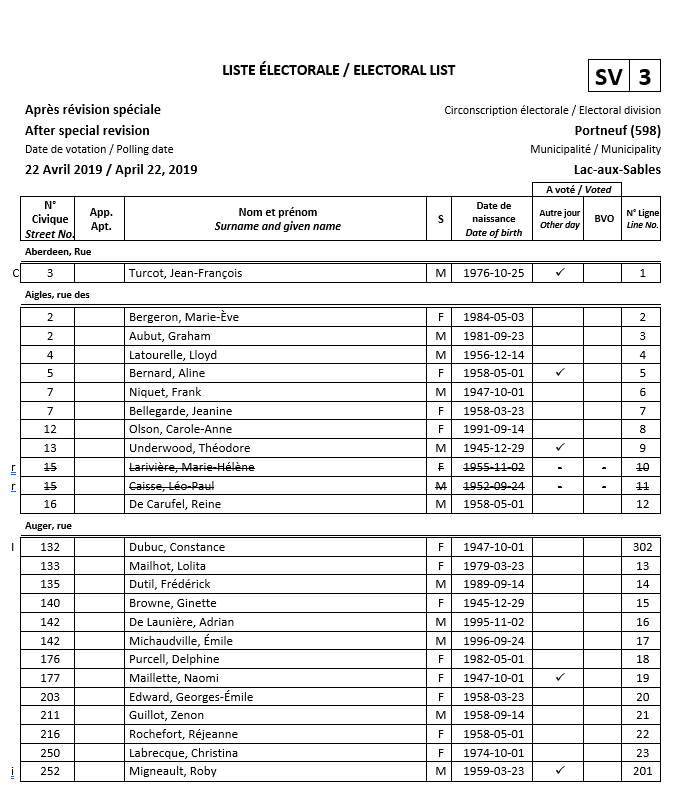 LISTE ÉLECTORALE / ELECTORAL LIST
SV 3
Après révision spéciale Circonscription électorale / Electoral division
After special revision Portneuf (598)
Date de votation / Polling date Municipalité / Municipality
22 Avril 2019 / April 22, 2019 Lac-aux-Sables
A voté / Voted
N° Civique Street No. App. Apt. Nom et prénom Surname and given name S Date de naissance Date of birth Autre jour Other day BVO N° Ligne Line No.
Aberdeen, Rue
C 3 Turcot, Jean-François M 1976-10-25 ✓ 1
Aigles, rue des
2 Bergeron, Marie-Ève F 1984-05-03 2
2 Aubut, Graham M 1981-09-23 3
4 Latourelle, Lloyd M 1956-12-14 4
5 Bernard, Aline F 1958-05-01 ✓ 5
7 Niquet, Frank M 1947-10-01 6
7 Bellegarde, Jeanine F 1958-03-23 7
12 Olson, Carole-Anne F 1991-09-14 8
13 Underwood, Théodore M 1945-12-29 ✓ 9
r 15 Larivière, Marie-Hélène F 1955-11-02 - - 10
r 15 Caisse, Léo-Paul M 1952-09-24 - - 11
16 De Carufel, Reine M 1958-05-01 12
Auger, rue
I 132 Dubuc, Constance F 1947-10-01 302
133 Mailhot, Lolita F 1979-03-23 13
135 Dutil, Frédérick M 1989-09-14 14
140 Browne, Ginette F 1945-12-29 15
142 De Launière, Adrian M 1995-11-02 16
142 Michaudville, Émile M 1996-09-24 17
176 Purcell, Delphine F 1982-05-01 18
177 Maillette, Naomi F 1947-10-01 ✓ 19
203 Edward, Georges-Émile F 1958-03-23 20
211 Guillot, Zenon M 1958-09-14 21
216 Rochefort, Réjeanne F 1958-05-01 22
250 Labrecque, Christina F 1974-10-01 23
i 252 Migneault, Roby M 1959-03-23 ✓ 201